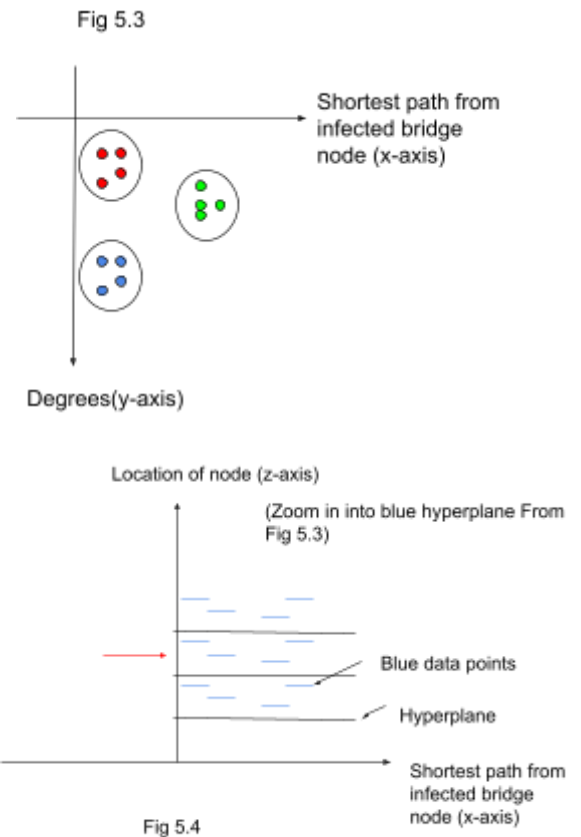 Fig 5.3
Shortest path from
infected bridge
node (x-axis)
Degrees(y-axis)
Location of node (z-axis)
(Zoom in into blue hyperplane From
Fig 5.3)
Blue data points
Hyperplane
Shortest path from
infected bridge
node (x-axis)
Fig 5.4